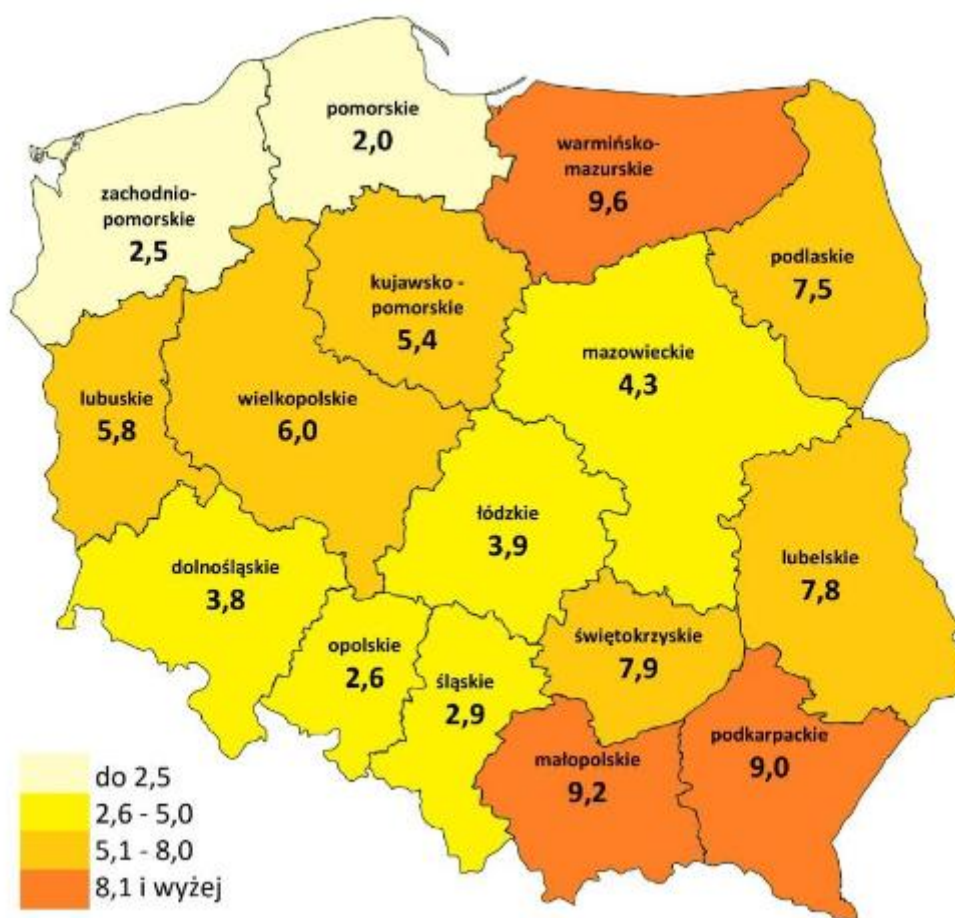 pomorskie
2,0
warmińsko-
mazurskie
9,6
zachodnio-
pomorskie
2,5
podlaskie
7,5
kujawsko -
pomorskie
5,4
mazowieckie
4,3
lubuskie
5,8
wielkopolskie
6,0
łódzkie
3,9
lubelskie
7,8
dolnośląskie
3,8
opolskie
2,6
śląskie
2,9
świętokrzyskie
7,9
małopolskie
9,2
podkarpackie
9,0
do 2,5
2,6 - 5,0
5,1 - 8,0
8,1 i wyżej